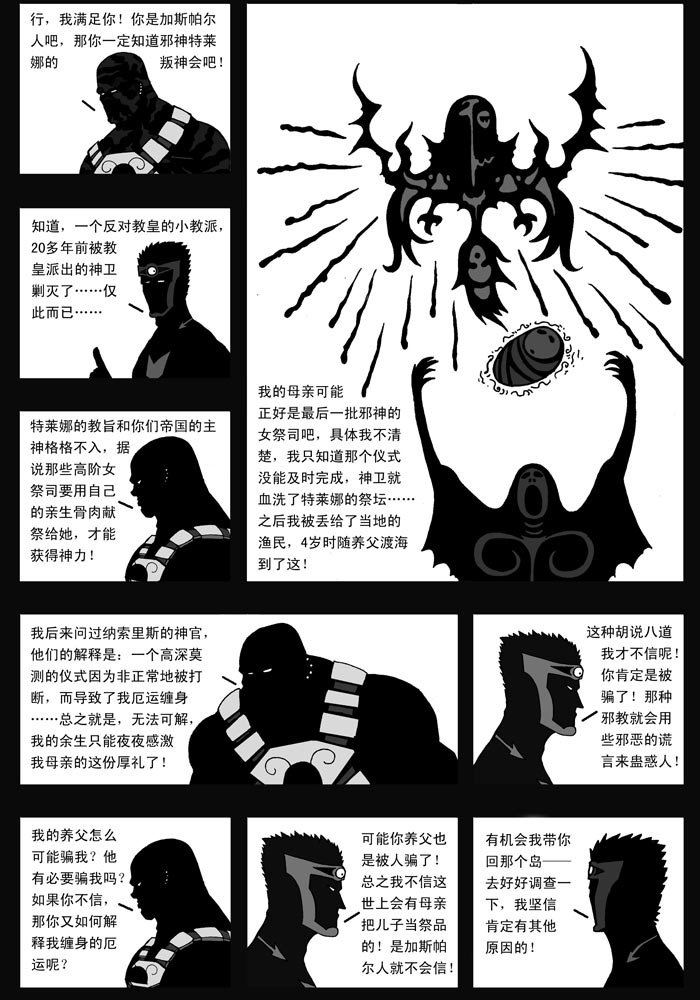 行，我满足你！你是加斯帕尔
人吧，那你一定知道邪神特莱
娜的 叛神会吧！
知道，一个反对教皇的小教派，
20多年前被教
皇派出的神卫
剿灭了……仅
此而已……
特莱娜的教旨和你们帝国的主
神格格不入，据
说那些高阶女
祭司要用自己
的亲生骨肉献
祭给她，才能
获得神力！
我的母亲可能
正好是最后一批邪神的
女祭司吧，具体我不清
楚，我只知道那个仪式
没能及时完成，神卫就
血洗了特莱娜的祭坛……
之后我被丢给了当地的
渔民，4岁时随养父渡海
到了这！
我后来问过纳索里斯的神官，
他们的解释是：一个高深莫
测的仪式因为非正常地被打
断，而导致了我厄运缠身
……总之就是，无法可解，
我的余生只能夜夜感激
我母亲的这份厚礼了！
这种胡说八道
我才不信呢！
你肯定是被
骗了！那种
邪教就会用
些邪恶的谎
言来蛊惑人！
我的养父怎么
可能骗我？他
有必要骗我吗？
如果你不信，
那你又如何解
释我缠身的厄
运呢？
可能你养父也
是被人骗了！
总之我不信这
世上会有母亲
把儿子当祭品
的！是加斯帕
尔人就不会信！
有机会我带你
回那个岛——
去好好调查一
下，我坚信
肯定有其他
原因的！